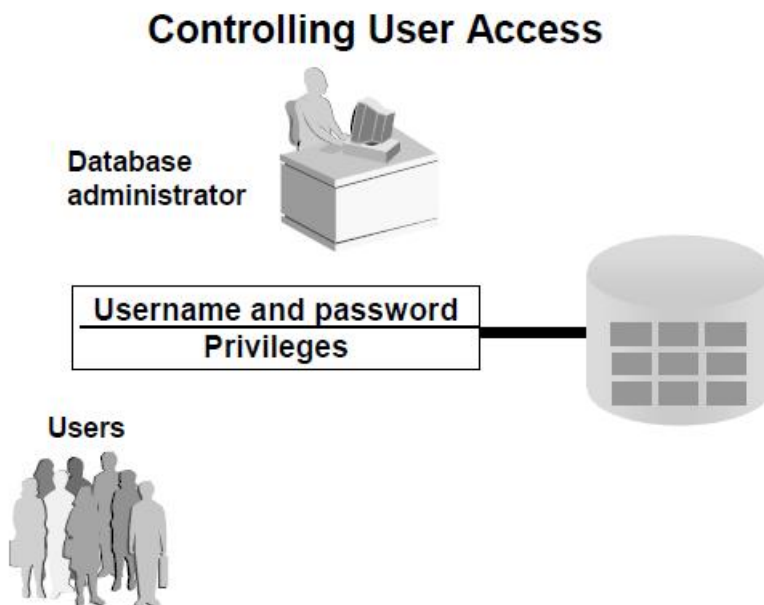 Controlling User Access
Database
administrator
Username and password
Privileges
Users